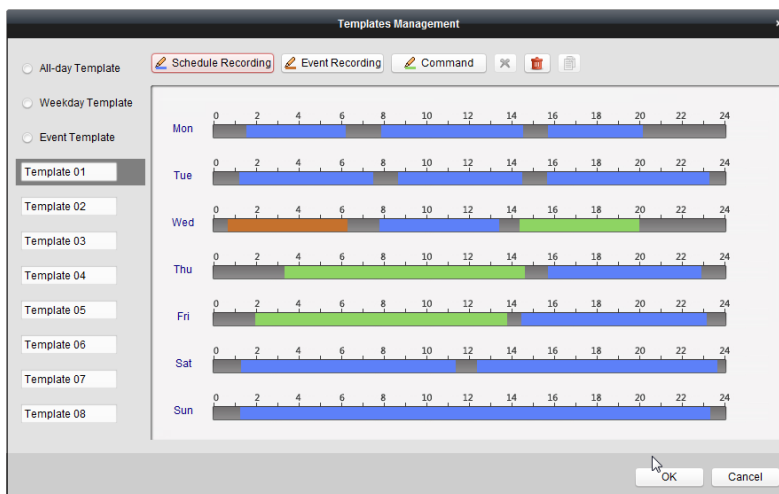 Templates Management
All-day Template
Weekday Template
Event Template
Template 01
Template 02
Template 03
Template 04
Template 05
Template 06
Template 07
Template 08
Schedule Recording Event Recording Command
0 2 4 6 8 10 12 14 16 18 20 22 24
Mon
0 2 4 6 8 10 12 14 16 18 20 22 24
Tue
0 2 4 6 8 10 12 14 16 18 20 22 24
Wed
0 2 4 6 8 10 12 14 16 18 20 22 24
Thu
0 2 4 6 8 10 12 14 16 18 20 22 24
Fri
0 2 4 6 8 10 12 14 16 18 20 22 24
Sat
0 2 4 6 8 10 12 14 16 18 20 22 24
Sun
OK Cancel